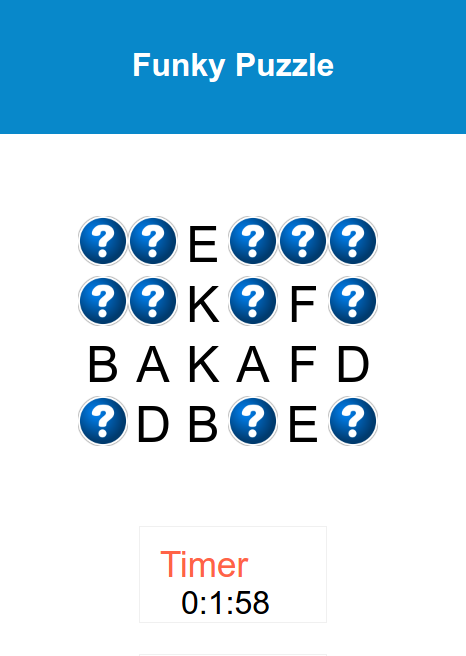 Funky Puzzle
? ? E ? ? ?
? ? K ? F ?
B A K A F D
? D B ? E ?
Timer
0:1:58